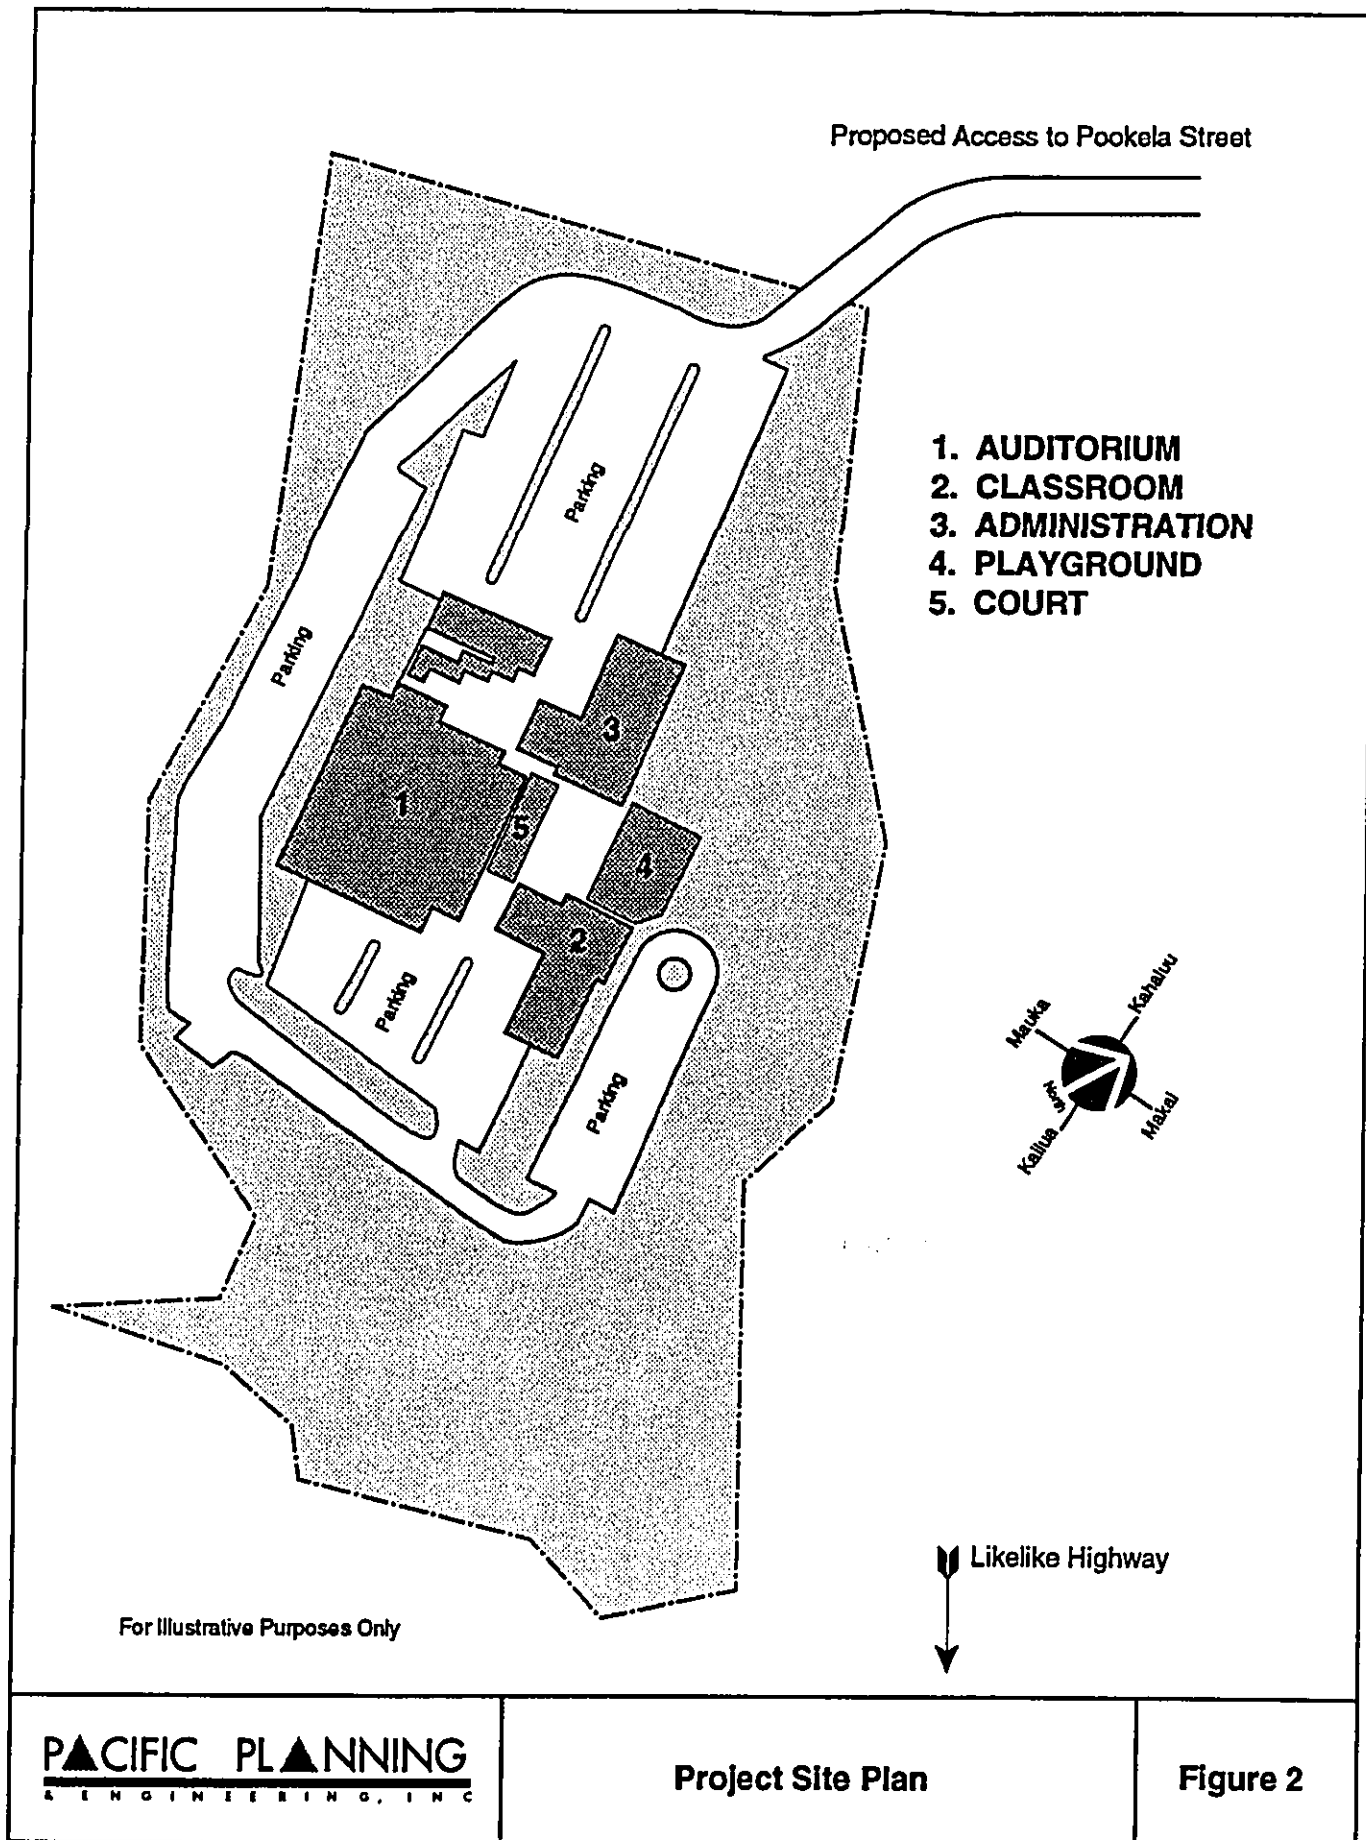 Proposed Access to Pookela Street
1. AUDITORIUM
2. CLASSROOM
3. ADMINISTRATION
4. PLAYGROUND
5. COURT
Parking
Parking
3
1
5
4
2
Parking
Parking
Mauka
Kahaluu
North
Kailua
Makai
Likelike Highway
For Illustrative Purposes Only
PACIFIC PLANNING
& ENGINEERING, INC
Project Site Plan
Figure 2